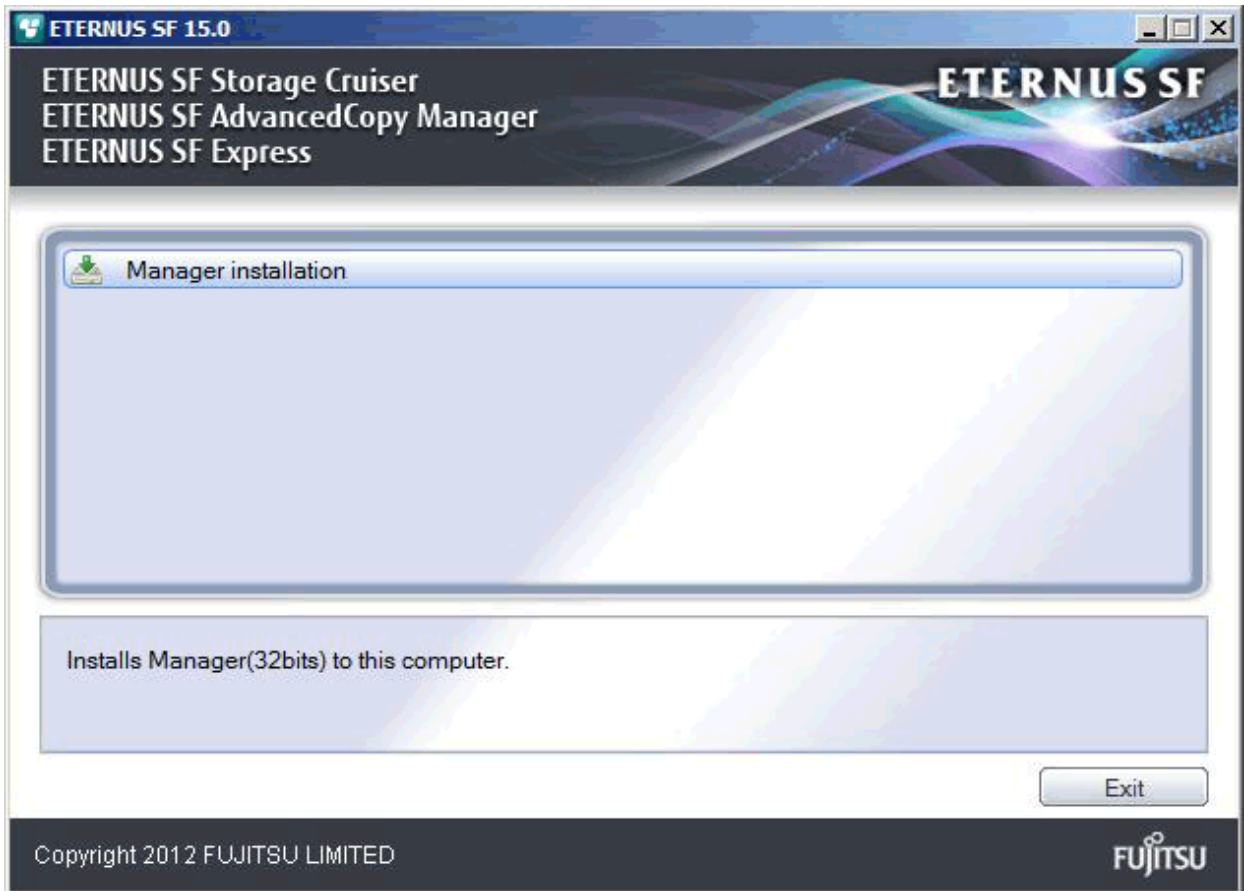 ETERNUS SF 15.0
ETERNUS SF Storage Cruiser
ETERNUS SF AdvancedCopy Manager
ETERNUS SF Express
ETERNUS SF
Manager installation
Installs Manager(32bits) to this computer.
Exit
Copyright 2012 FUJITSU LIMITED
FUJITSU